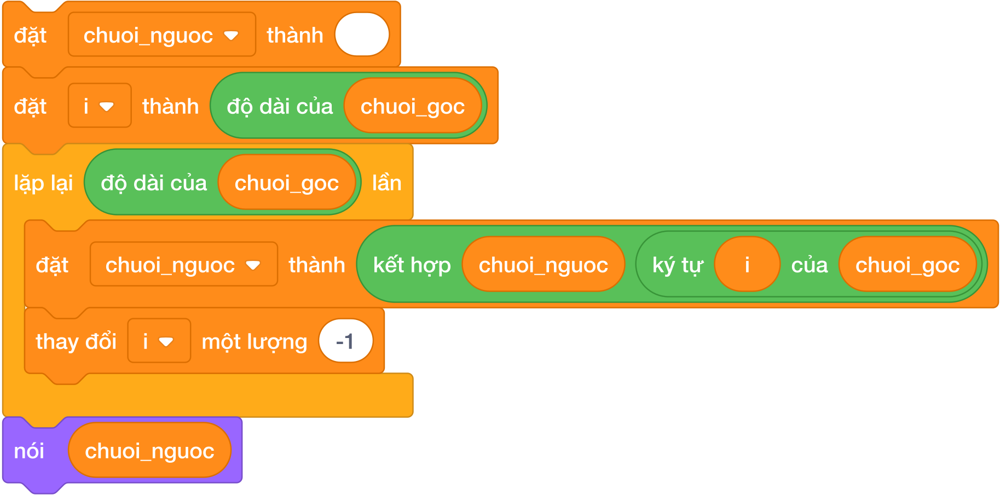 đặt chuoi_nguoc thành
đặt i thành độ dài của chuoi_goc
lặp lại độ dài của chuoi_goc lần
đặt chuoi_nguoc thành kết hợp chuoi_nguoc ký tự i của chuoi_goc
thay đổi i một lượng -1
nói chuoi_nguoc